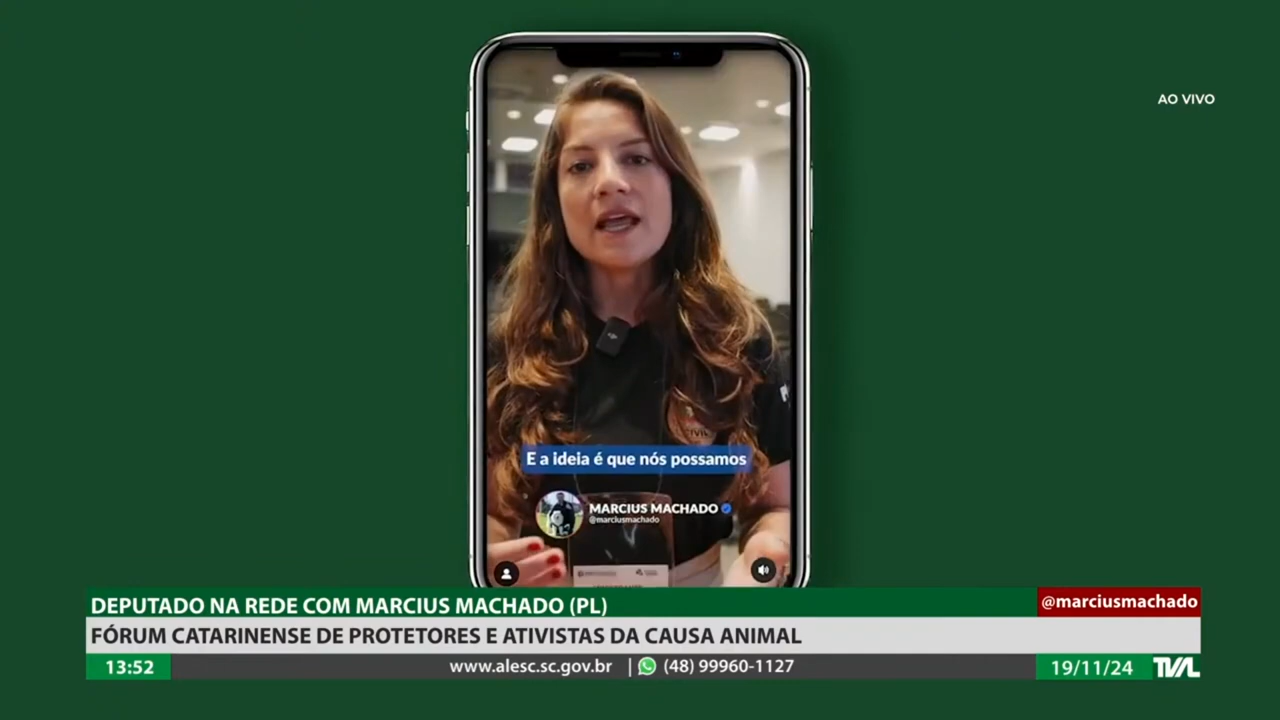 AO VIVO
E a ideia é que nós possamos
MARCIUS MACHADO
@marciusmachado
DEPUTADO NA REDE COM MARCIUS MACHADO (PL)
@marciusmachado
FÓRUM CATARINENSE DE PROTETORES E ATIVISTAS DA CAUSA ANIMAL
13:52
www.alesc.sc.gov.br | (48) 99960-1127
19/11/24
TVAL